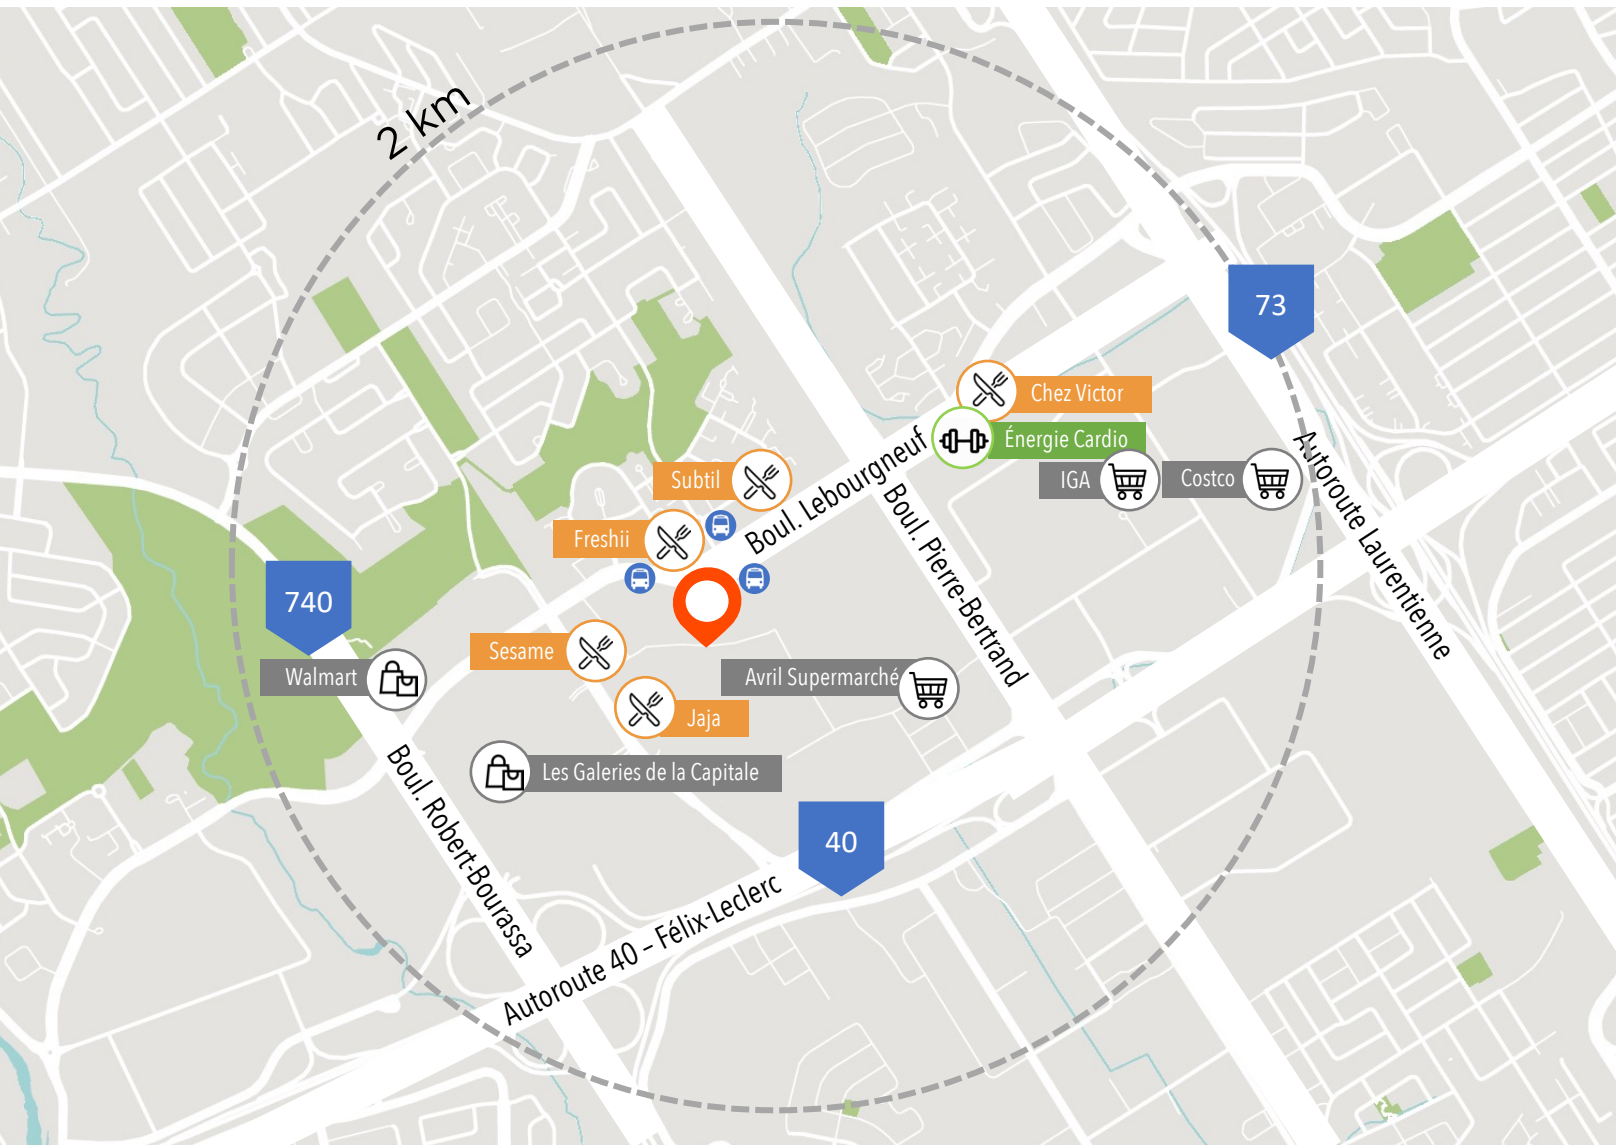 2 km
73
Chez Victor
Énergie Cardio
IGA
Costco
Subtil
Freshii
Boul. Lebourgneuf
Boul. Pierre-Bertrand
Autoroute Laurentienne
740
Walmart
Sesame
Avril Supermarché
Jaja
Les Galeries de la Capitale
Boul. Robert-Bourassa
40
Autoroute 40 – Félix-Leclerc